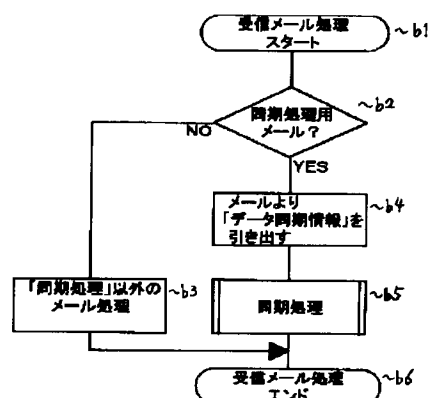 受信メール処理
スタート
~b1
同期処理用
メール？
~b2
NO
YES
メールより
「データ同期情報」を
引き出す
~b4
「同期処理」以外の
メール処理
~b3
同期処理
~b5
受信メール処理
エンド
~b6